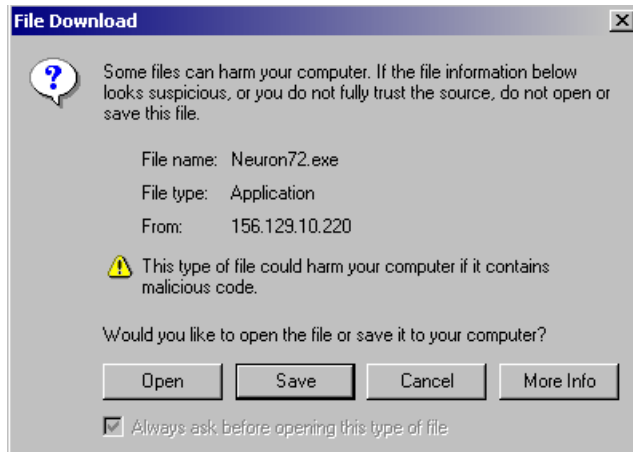 File Download
Some files can harm your computer. If the file information below
looks suspicious, or you do not fully trust the source, do not open or
save this file.
File name: Neuron72.exe
File type: Application
From: 156.129.10.220
This type of file could harm your computer if it contains
malicious code.
Would you like to open the file or save it to your computer?
Open Save Cancel More Info
Always ask before opening this type of file